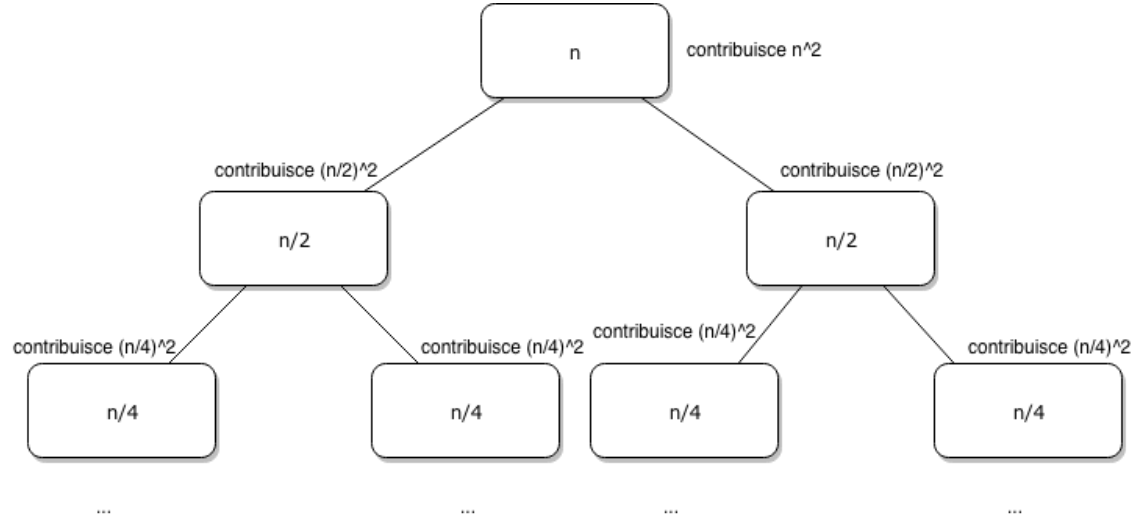 n
contribuisce n^2
contribuisce (n/2)^2
contribuisce (n/2)^2
n/2
n/2
contribuisce (n/4)^2
contribuisce (n/4)^2
contribuisce (n/4)^2
contribuisce (n/4)^2
n/4
n/4
n/4
n/4
...
...
...
...